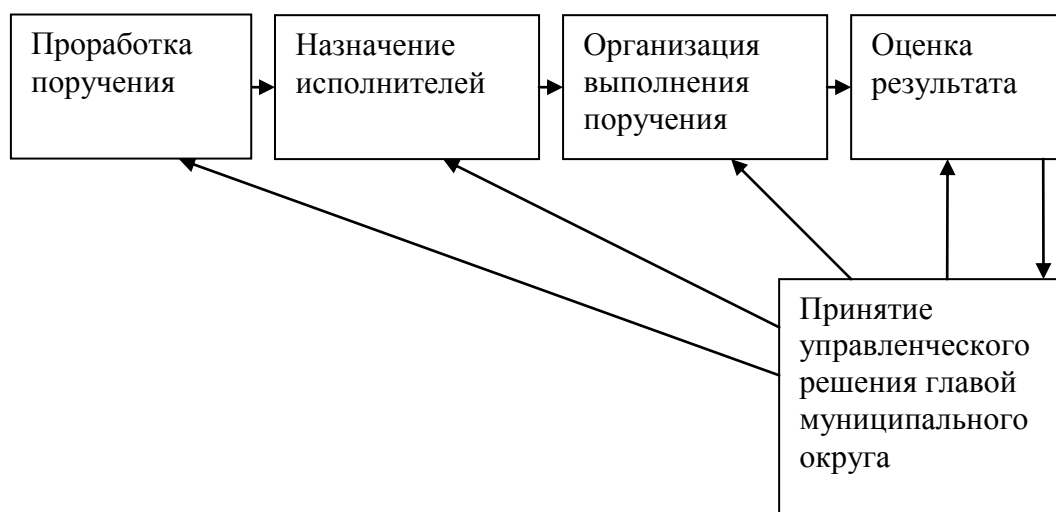 Проработка
поручения
Назначение
исполнителей
Организация
выполнения
поручения
Оценка
результата
Принятие
управленческого
решения главой
муниципального
округа